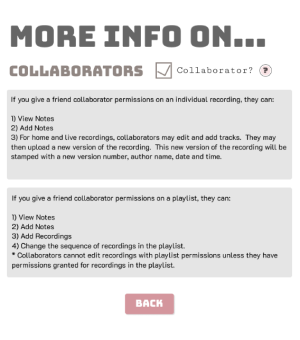 MORE INFO ON...
COLLABORATORS Collaborator? ?
If you give a friend collaborator permissions on an individual recording, they can:
1) View Notes
2) Add Notes
3) For home and live recordings, collaborators may edit and add tracks. They may
then upload a new version of the recording. This new version of the recording will be
stamped with a new version number, author name, date and time.
If you give a friend collaborator permissions on a playlist, they can:
1) View Notes
2) Add Notes
3) Add Recordings
4) Change the sequence of recordings in the playlist.
* Collaborators cannot edit recordings with playlist permissions unless they have
permissions granted for recordings in the playlist.
BACK